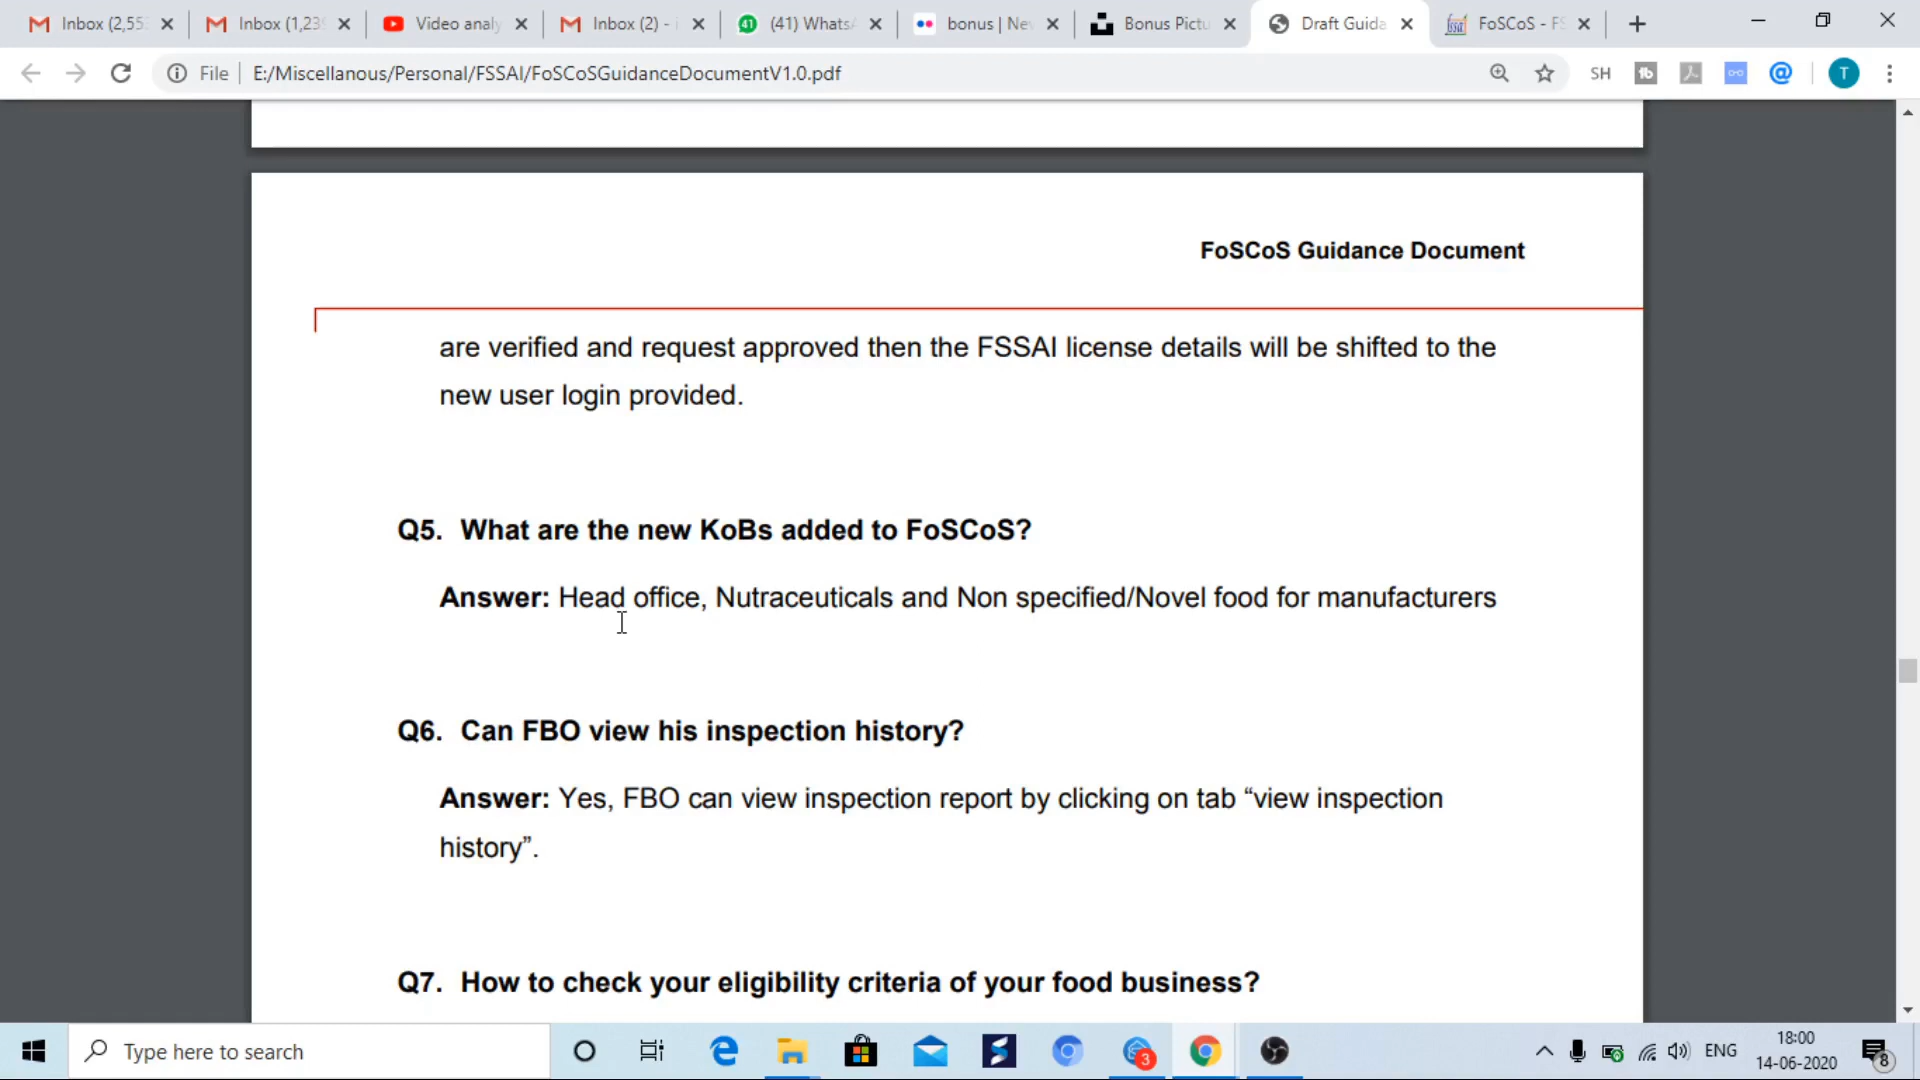 Inbox (2,55
Inbox (1,23
Video analy
Inbox (2) -
(41) Whats
bonus | Ne
Bonus Pictu
Draft Guida
FoSCoS - FS
File
E:/Miscellanous/Personal/FSSAI/FoSCoSGuidanceDocumentV1.0.pdf
SH
T
FoSCoS Guidance Document
are verified and request approved then the FSSAI license details will be shifted to the
new user login provided.
Q5. What are the new KoBs added to FoSCoS?
Answer: Head office, Nutraceuticals and Non specified/Novel food for manufacturers
Q6. Can FBO view his inspection history?
Answer: Yes, FBO can view inspection report by clicking on tab “view inspection
history”.
Q7. How to check your eligibility criteria of your food business?
Type here to search
3
ENG
18:00
14-06-2020
8